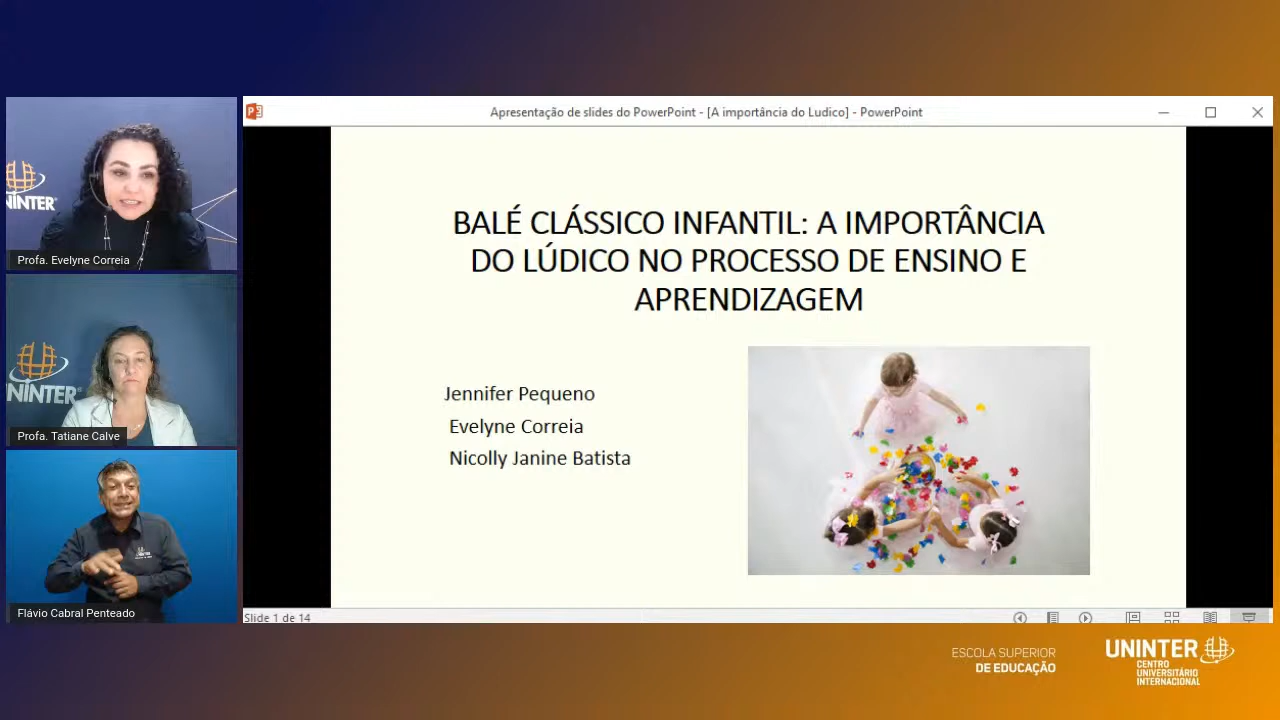 Apresentação de slides do PowerPoint - [A importância do Ludico] - PowerPoint
UNINTER
Profa. Evelyne Correia
UNINTER
Profa. Tatiane Calve
Flávio Cabral Penteado
BALÉ CLÁSSICO INFANTIL: A IMPORTÂNCIA
DO LÚDICO NO PROCESSO DE ENSINO E
APRENDIZAGEM
Jennifer Pequeno
Evelyne Correia
Nicolly Janine Batista
Slide 1 de 14
ESCOLA SUPERIOR
DE EDUCAÇÃO
UNINTER
CENTRO
UNIVERSITÁRIO
INTERNACIONAL